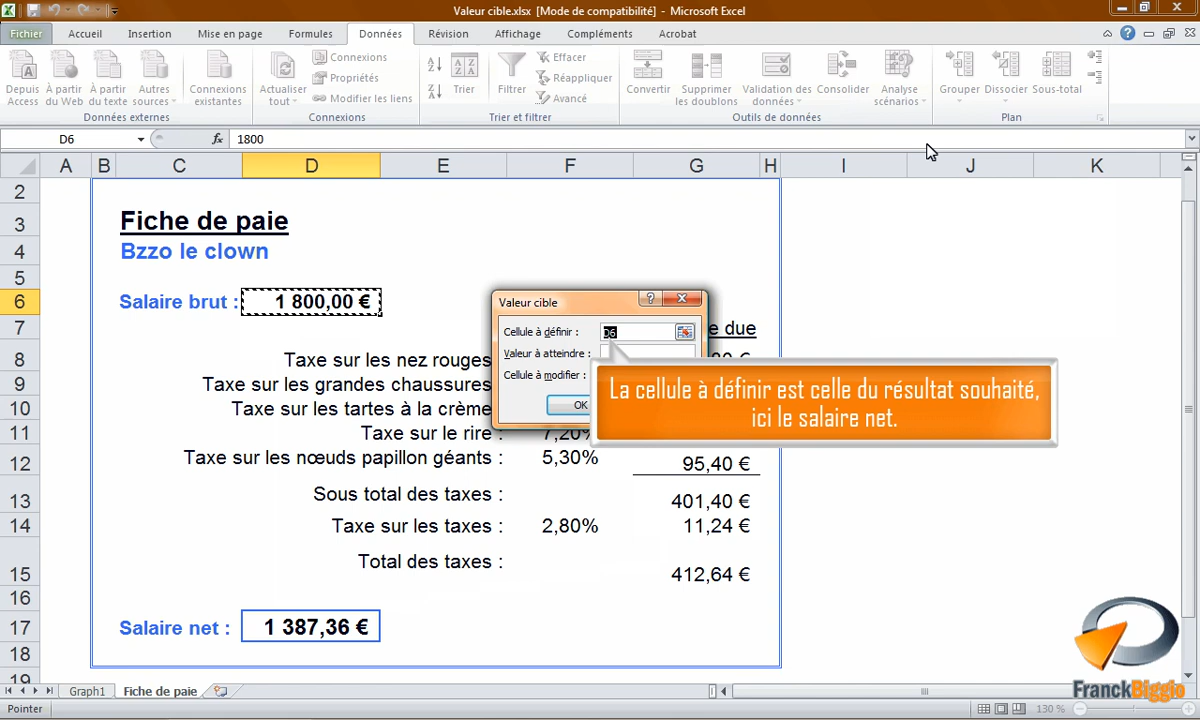 Valeur cible.xlsx [Mode de compatibilité] - Microsoft Excel
Fichier Accueil Insertion Mise en page Formules Données Révision Affichage Compléments Acrobat
Depuis Access
À partir du Web
À partir du texte
Autres sources
Connexions existantes
Données externes
Actualiser tout
Connexions
Propriétés
Modifier les liens
Connexions
Trier
Filtrer
Effacer
Réappliquer
Avancé
Trier et filtrer
Convertir
Supprimer les doublons
Validation des données
Consolider
Analyse scénarios
Outils de données
Grouper
Dissocier
Sous-total
Plan
D6 fx 1800
A B C D E F G H I J K
2
3 Fiche de paie
4 Bzzo le clown
5
6 Salaire brut : 1 800,00 €
7 e due
8 Taxe sur les nez rouges
9 Taxe sur les grandes chaussures
10 Taxe sur les tartes à la crème
11 Taxe sur le rire : 7,20%
12 Taxe sur les nœuds papillon géants : 5,30% 95,40 €
13 Sous total des taxes : 401,40 €
14 Taxe sur les taxes : 2,80% 11,24 €
15 Total des taxes : 412,64 €
16
17 Salaire net : 1 387,36 €
18
19
Valeur cible
Cellule à définir : D6
Valeur à atteindre :
Cellule à modifier :
OK
La cellule à définir est celle du résultat souhaité,
ici le salaire net.
FranckBiggio
Graph1 Fiche de paie
Pointer 130 %